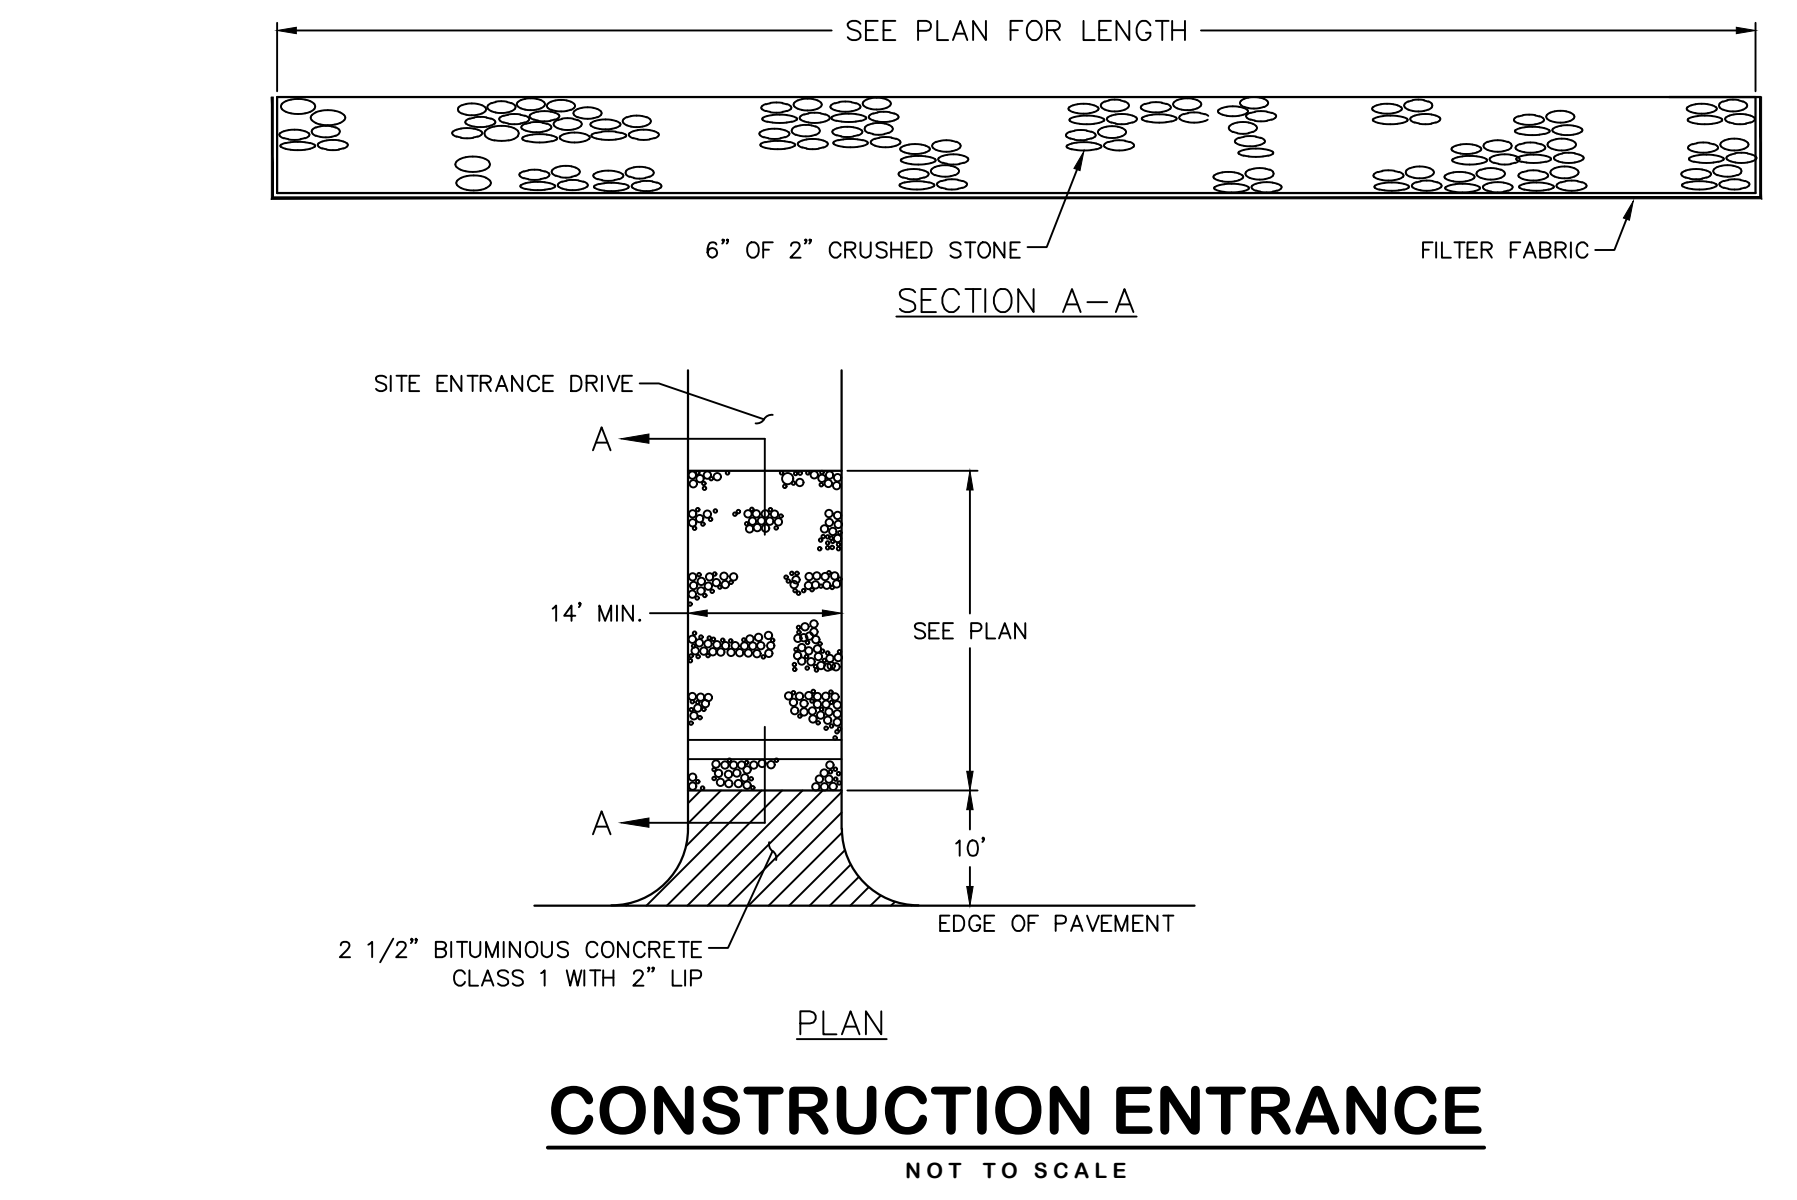 SEE PLAN FOR LENGTH
6” OF 2” CRUSHED STONE
FILTER FABRIC
SECTION A-A
SITE ENTRANCE DRIVE
A
14’ MIN.
SEE PLAN
A
10’
EDGE OF PAVEMENT
2 1/2” BITUMINOUS CONCRETE
CLASS 1 WITH 2” LIP
PLAN
CONSTRUCTION ENTRANCE
NOT TO SCALE